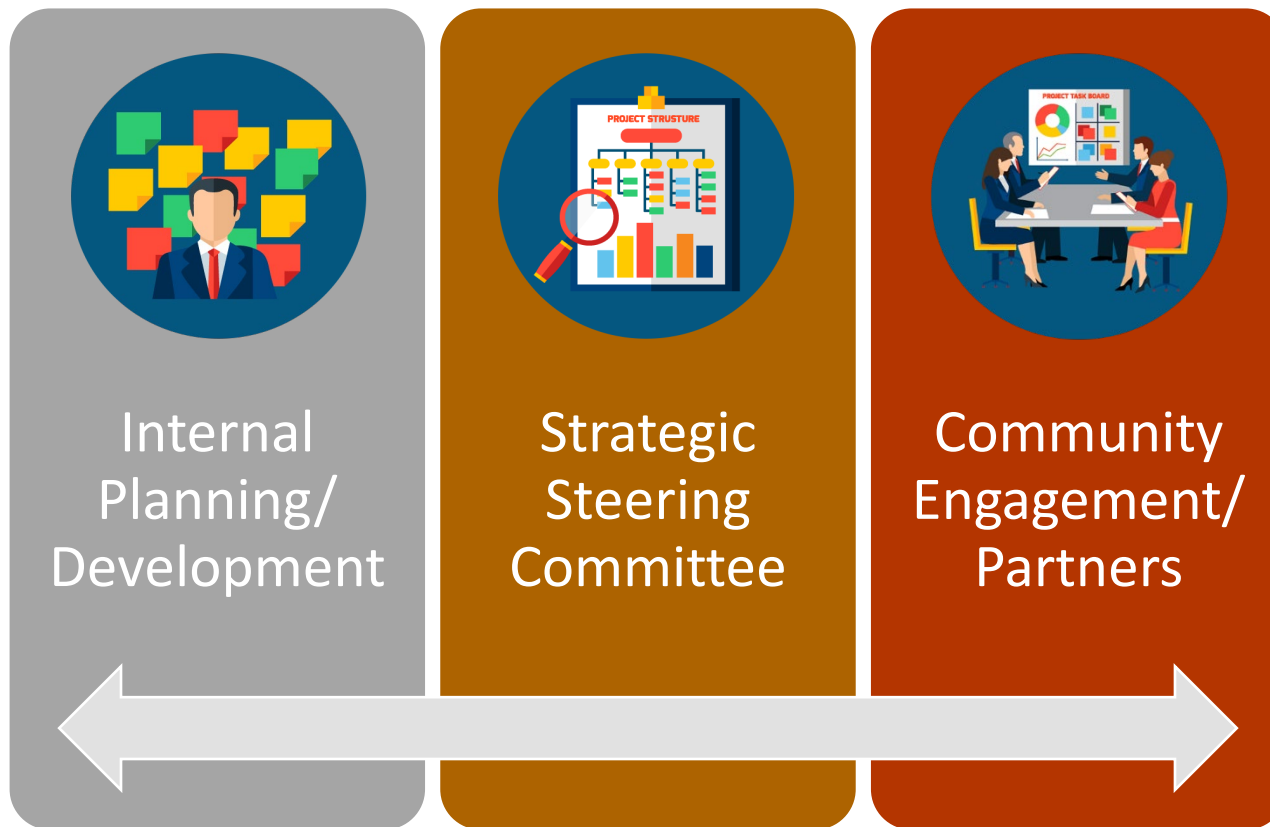 PROJECT STRUSTURE
PROJECT TASK BOARD
Internal
Planning/
Development
Strategic
Steering
Committee
Community
Engagement/
Partners